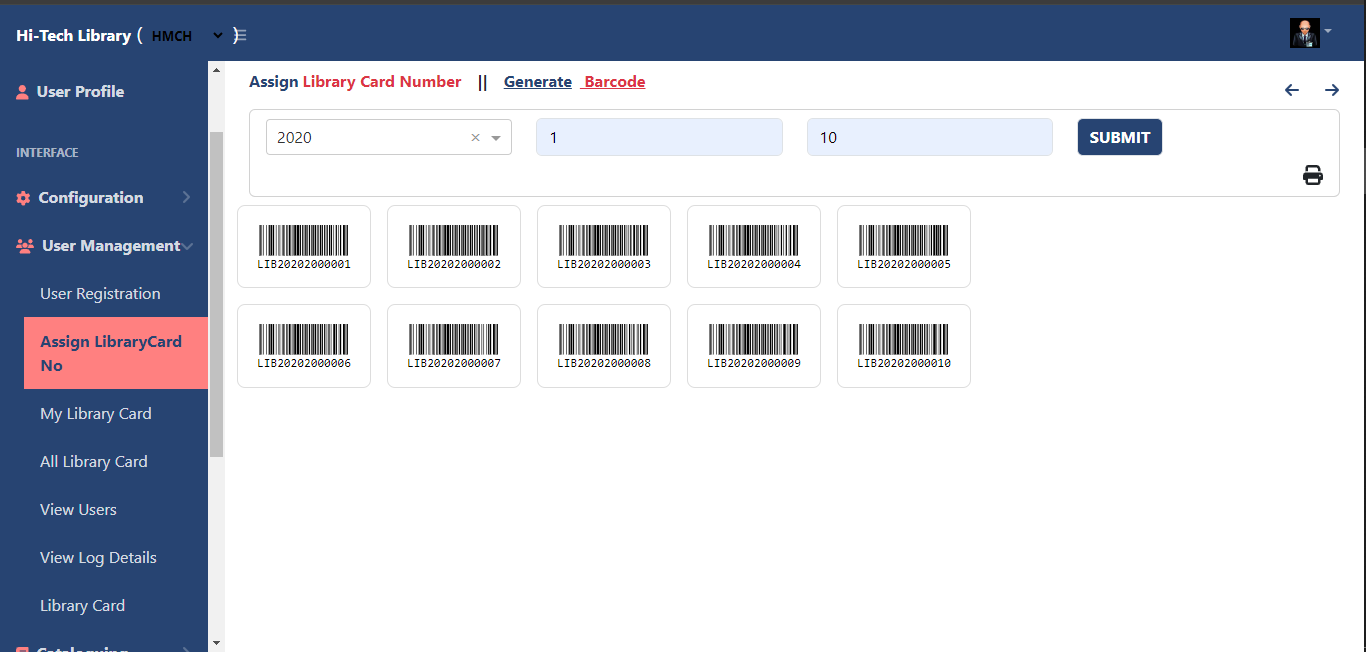 Hi-Tech Library ( HMCH )
User Profile
INTERFACE
Configuration
User Management
User Registration
Assign LibraryCard
No
My Library Card
All Library Card
View Users
View Log Details
Library Card
Cataloguing
Assign Library Card Number || Generate Barcode
2020 × 1 10 SUBMIT
LIB20202000001 LIB20202000002 LIB20202000003 LIB20202000004 LIB20202000005
LIB20202000006 LIB20202000007 LIB20202000008 LIB20202000009 LIB20202000010